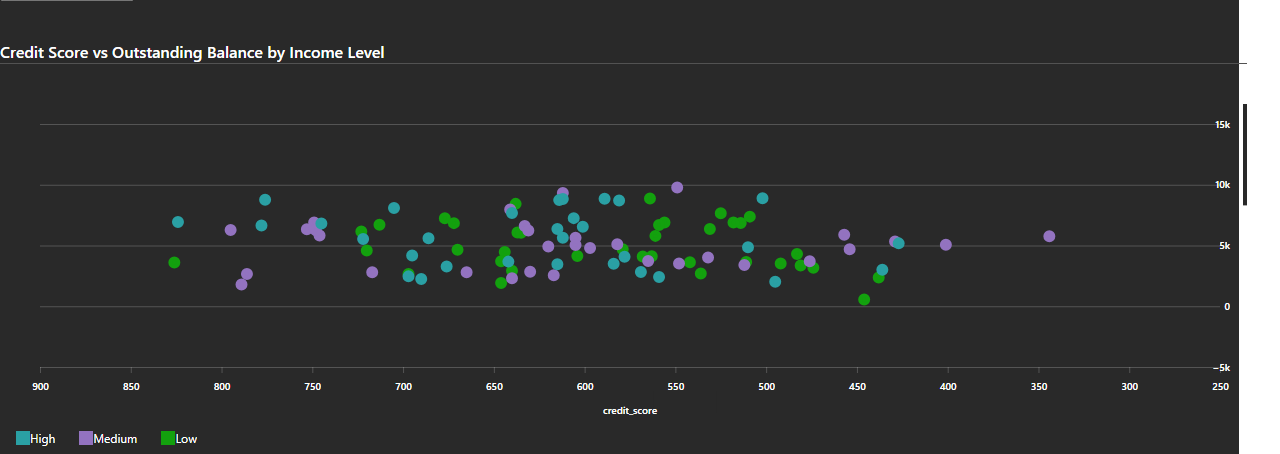 Credit Score vs Outstanding Balance by Income Level
15k
10k
5k
0
−5k
900 850 800 750 700 650 600 550 500 450 400 350 300 250
credit_score
High Medium Low